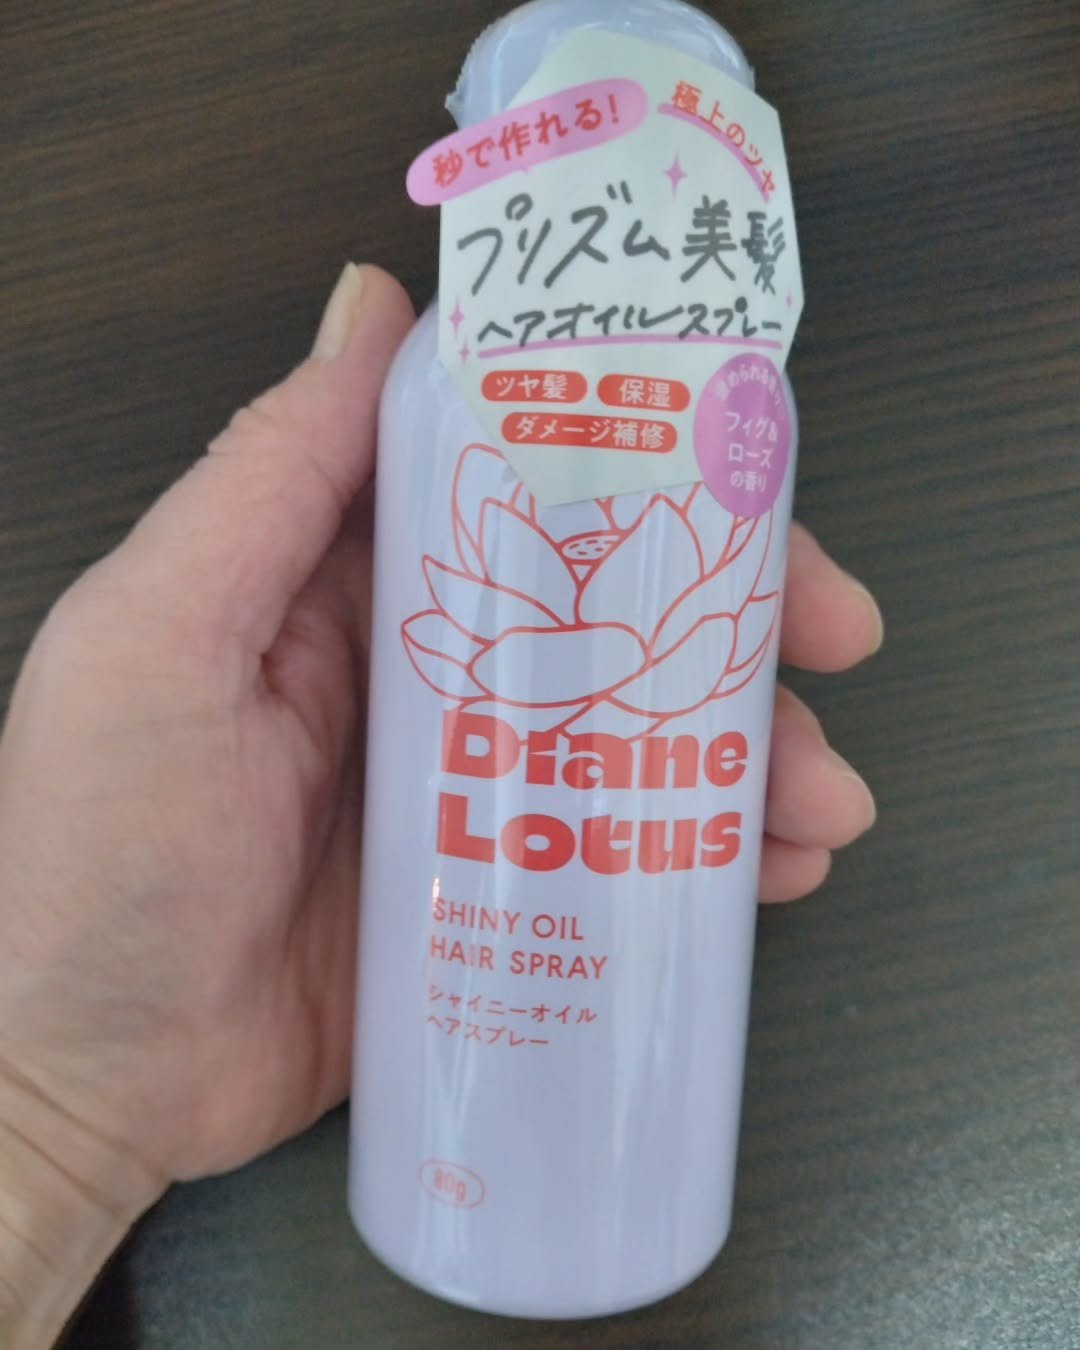 秒で作れる!
極上のツヤ
プリズム美髪
ヘアオイルスプレー
ツヤ髪 保湿
ダメージ補修
フィグ&
ローズ
の香り
Diane
Lotus
SHINY OIL
HAIR SPRAY
シャイニーオイル
ヘアスプレー
80g